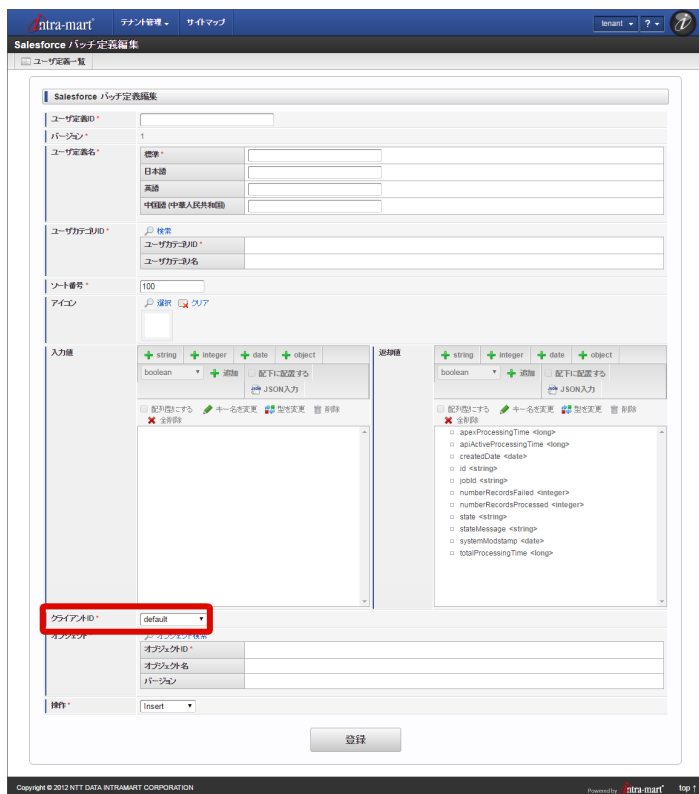 intra-mart テナント管理 サイトマップ tenant ?
Salesforce バッチ定義編集
ユーザ定義一覧
Salesforce バッチ定義編集
ユーザ定義ID *
バージョン * 1
ユーザ定義名 * 標準 *
日本語
英語
中国語 (中華人民共和国)
ユーザカテゴリID * 検索
ユーザカテゴリID *
ユーザカテゴリ名
ソート番号 * 100
アイコン 選択 クリア
入力値 string integer date object
boolean 追加 配下に配置する
JSON入力
配列型にする キー名を変更 型を変更 削除
全削除
返却値 string integer date object
boolean 追加 配下に配置する
JSON入力
配列型にする キー名を変更 型を変更 削除
全削除
apexProcessingTime <long>
apiActiveProcessingTime <long>
createdDate <date>
id <string>
jobId <string>
numberRecordsFailed <integer>
numberRecordsProcessed <integer>
state <string>
stateMessage <string>
systemModstamp <date>
totalProcessingTime <long>
クライアントID * default
オブジェクト オブジェクト検索
オブジェクトID *
オブジェクト名
バージョン
操作 * Insert
登録
Copyright © 2012 NTT DATA INTRAMART CORPORATION Powered by intra-mart top ↑